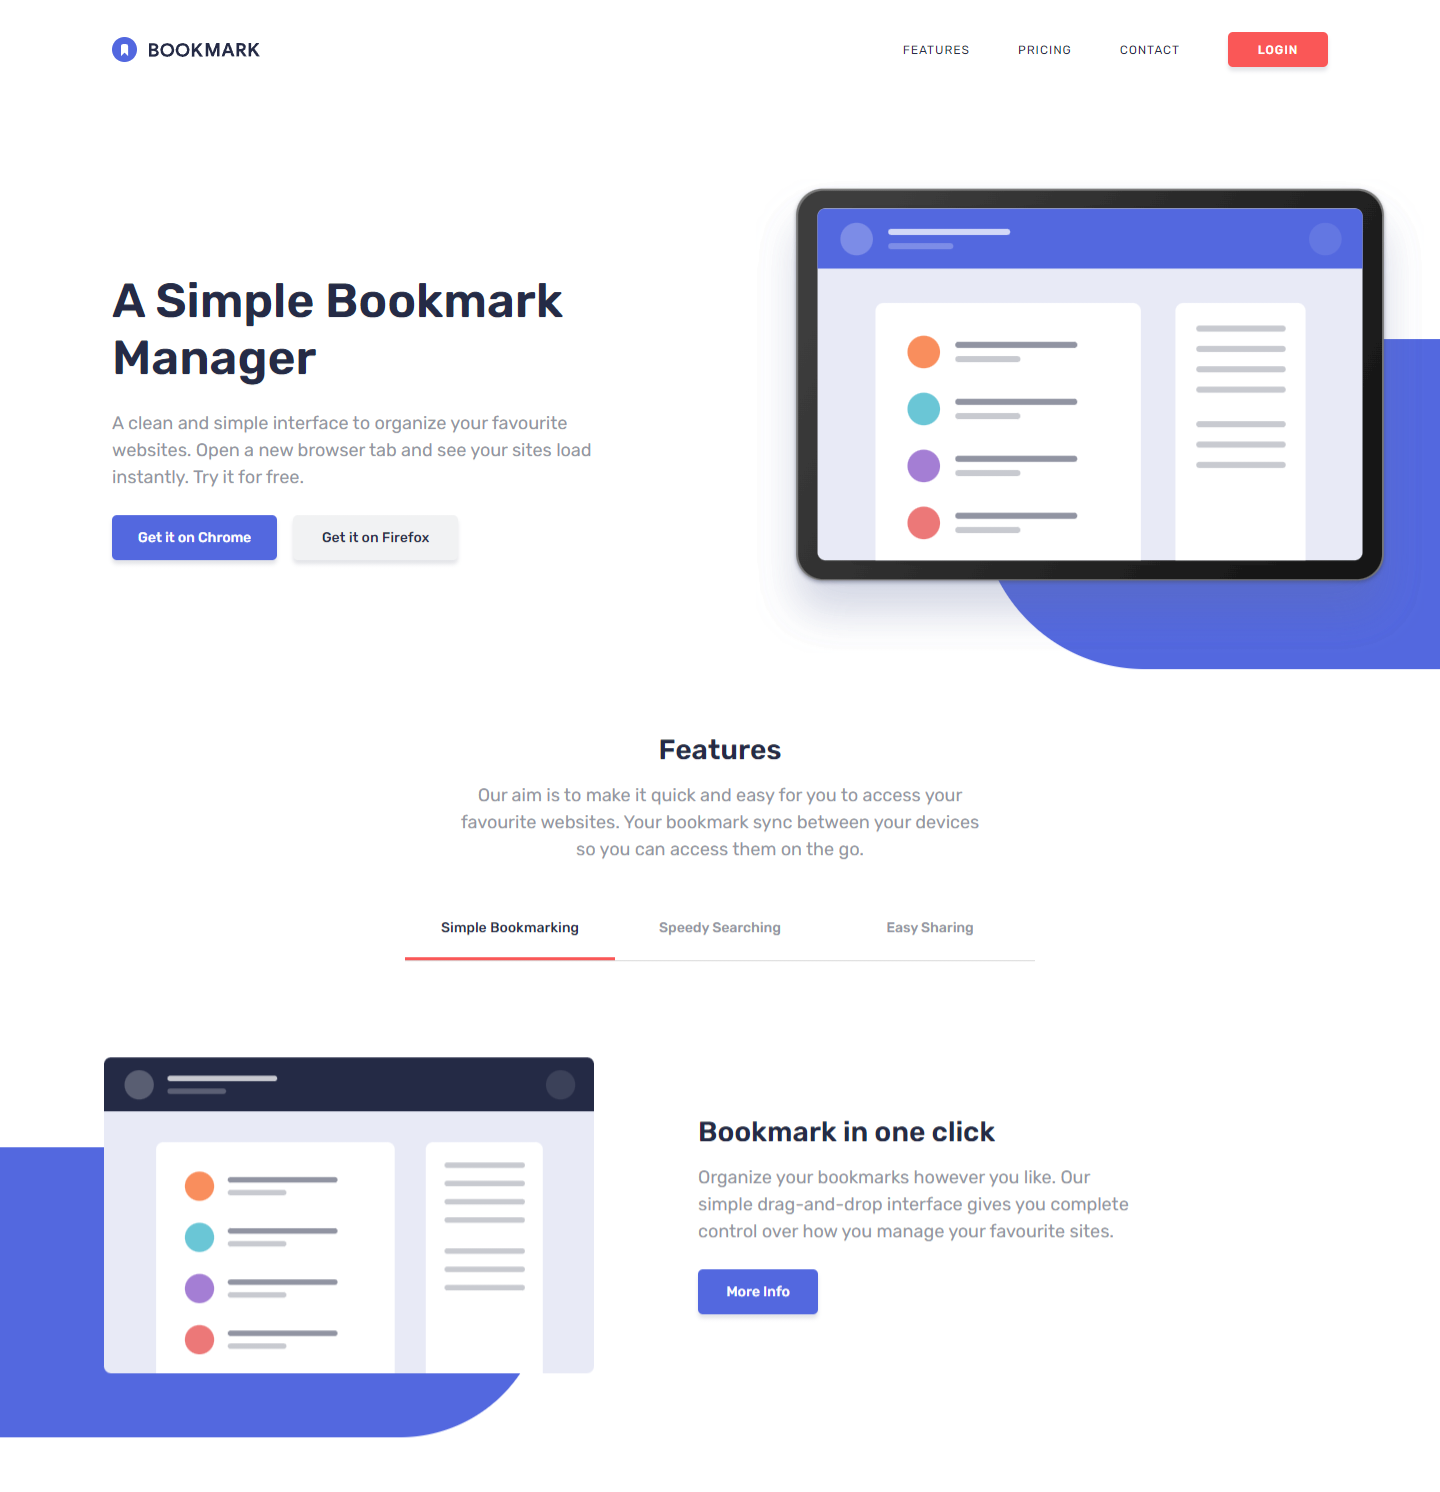 BOOKMARK
FEATURES
PRICING
CONTACT
LOGIN
A Simple Bookmark
Manager
A clean and simple interface to organize your favourite
websites. Open a new browser tab and see your sites load
instantly. Try it for free.
Get it on Chrome
Get it on Firefox
Features
Our aim is to make it quick and easy for you to access your
favourite websites. Your bookmark sync between your devices
so you can access them on the go.
Simple Bookmarking
Speedy Searching
Easy Sharing
Bookmark in one click
Organize your bookmarks however you like. Our
simple drag-and-drop interface gives you complete
control over how you manage your favourite sites.
More Info